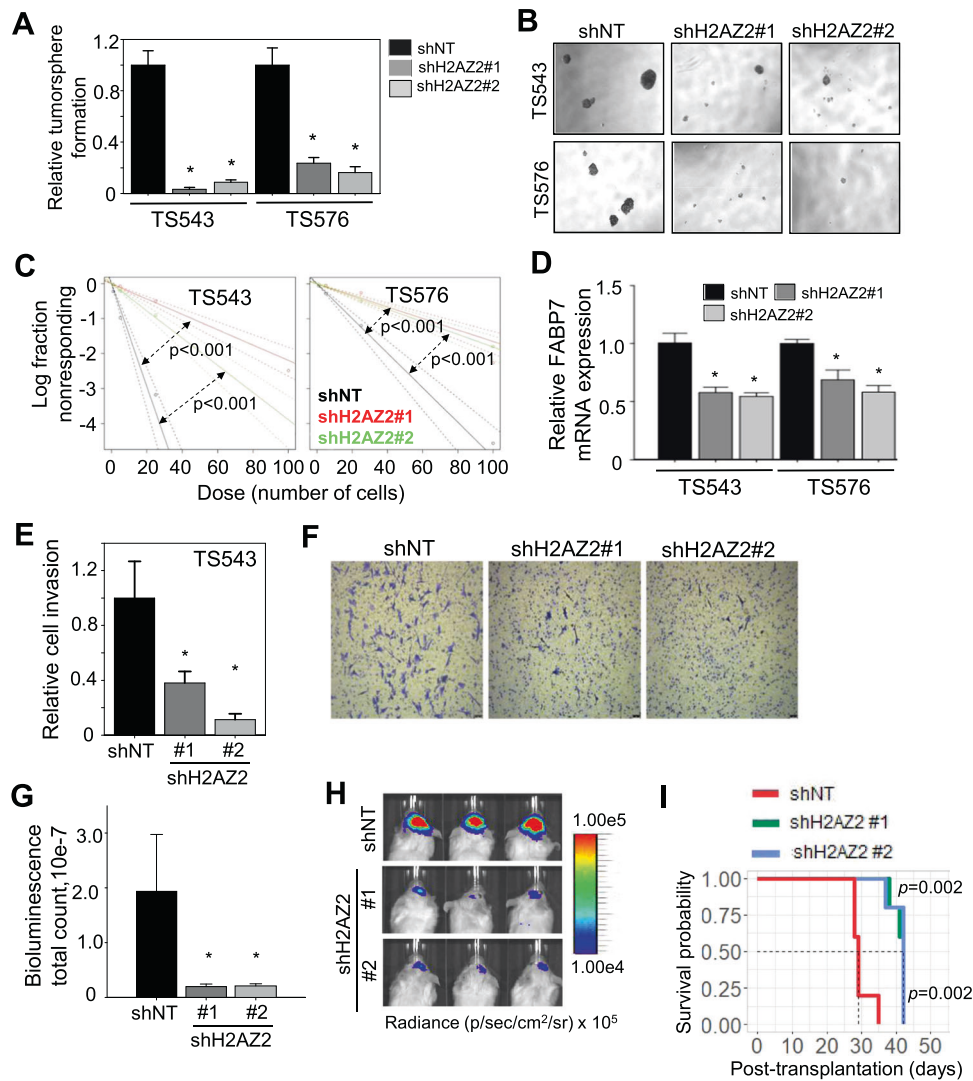 A
Relative tumorsphere
formation
1.2
0.8
0.4
0
shNT
shH2AZ2#1
shH2AZ2#2
*
*
*
*
TS543
TS576
B
shNT
shH2AZ2#1
shH2AZ2#2
TS543
TS576
C
Log fraction
nonresponding
0
-1
-2
-3
-4
TS543
p<0.001
p<0.001
TS576
p<0.001
p<0.001
shNT
shH2AZ2#1
shH2AZ2#2
0 20 40 60 80 100
0 20 40 60 80 100
Dose (number of cells)
D
Relative FABP7
mRNA expression
1.5
1.0
0.5
0
shNT
shH2AZ2#1
shH2AZ2#2
*
*
*
*
TS543
TS576
E
Relative cell invasion
1.2
0.8
0.4
0
TS543
*
*
shNT
#1
#2
shH2AZ2
F
shNT
shH2AZ2#1
shH2AZ2#2
G
Bioluminescence
total count,10e-7
3.0
2.0
1.0
0
*
*
shNT
#1
#2
shH2AZ2
H
shNT
shH2AZ2
#1
#2
1.00e5
1.00e4
Radiance (p/sec/cm²/sr) x 10⁵
I
shNT
shH2AZ2 #1
shH2AZ2 #2
Survival probability
1.00
0.75
0.50
0.25
0.00
p=0.002
p=0.002
0 10 20 30 40 50
Post-transplantation (days)